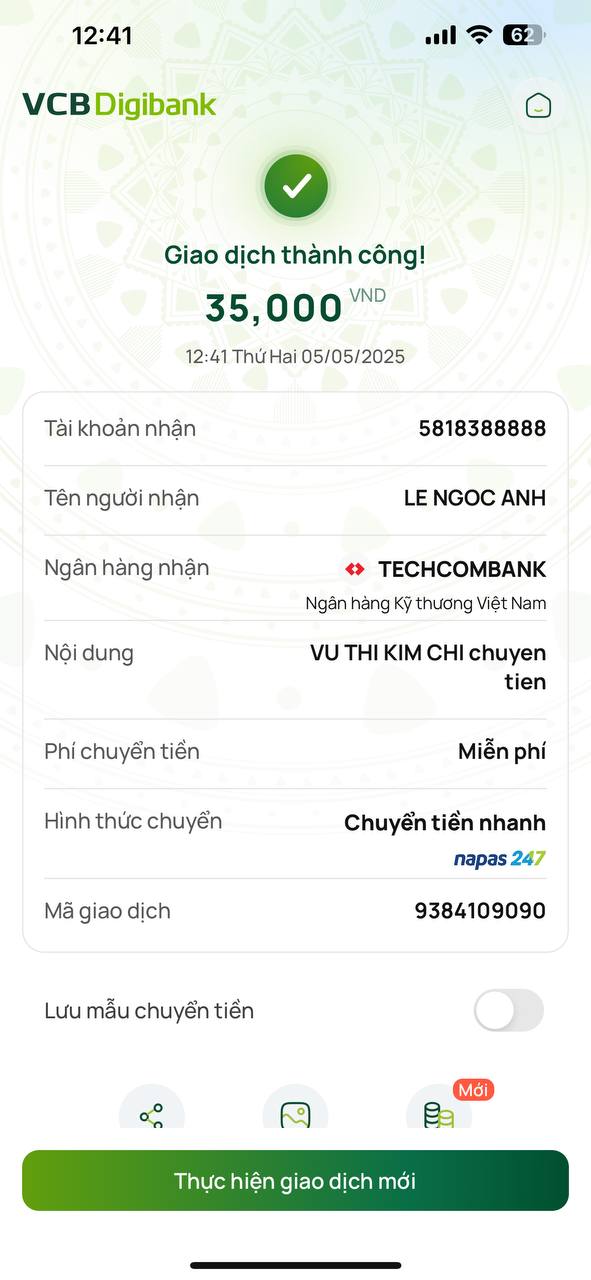 12:41
62
VCB Digibank
Giao dịch thành công!
35,000 VND
12:41 Thứ Hai 05/05/2025
Tài khoản nhận 5818388888
Tên người nhận LE NGOC ANH
Ngân hàng nhận TECHCOMBANK
Ngân hàng Kỹ thương Việt Nam
Nội dung VU THI KIM CHI chuyen
tien
Phí chuyển tiền Miễn phí
Hình thức chuyển Chuyển tiền nhanh
napas 247
Mã giao dịch 9384109090
Lưu mẫu chuyển tiền
Mới
Thực hiện giao dịch mới